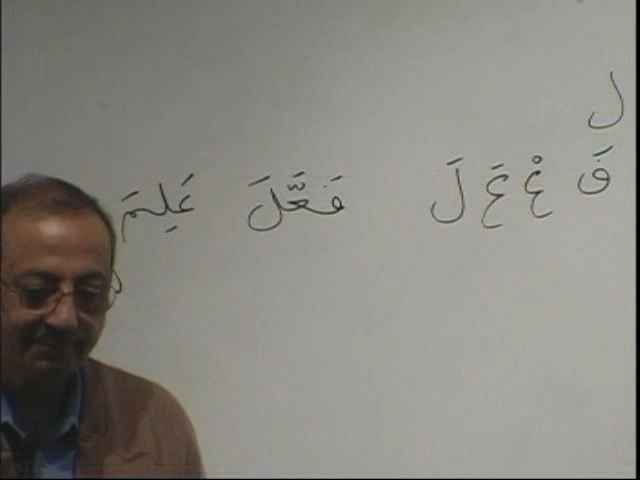 ل
فَ عْ عَ لَ فَعَّلَ عَلِمَ